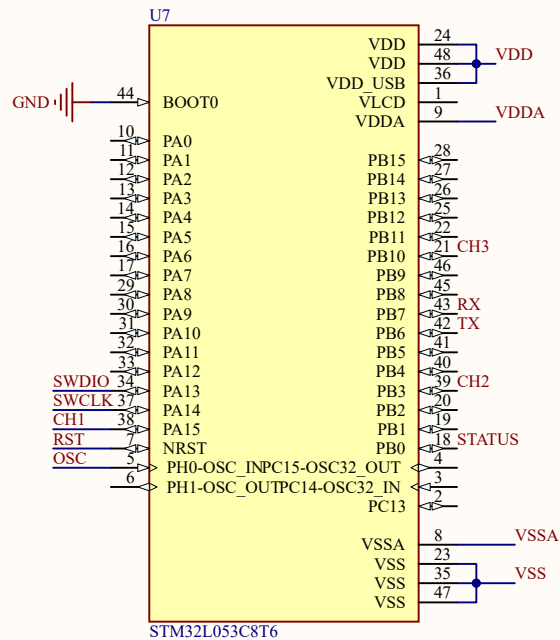 U7
24 VDD VDD
48 VDD
36 VDD_USB
GND 44 BOOT0 VLCD 1
VDDA 9 VDDA
10 PA0
11 PA1 PB15 28
12 PA2 PB14 27
13 PA3 PB13 26
14 PA4 PB12 25
15 PA5 PB11 22
16 PA6 PB10 21 CH3
17 PA7 PB9 46
29 PA8 PB8 45
30 PA9 PB7 43 RX
31 PA10 PB6 42 TX
32 PA11 PB5 41
33 PA12 PB4 40
SWDIO 34 PA13 PB3 39 CH2
SWCLK 37 PA14 PB2 20
CH1 38 PA15 PB1 19
RST 7 NRST PB0 18 STATUS
OSC 5 PH0-OSC_IN PC15-OSC32_OUT 4
6 PH1-OSC_OUT PC14-OSC32_IN 3
PC13 2
VSSA 8 VSSA
VSS 23
VSS 35 VSS
VSS 47
STM32L053C8T6